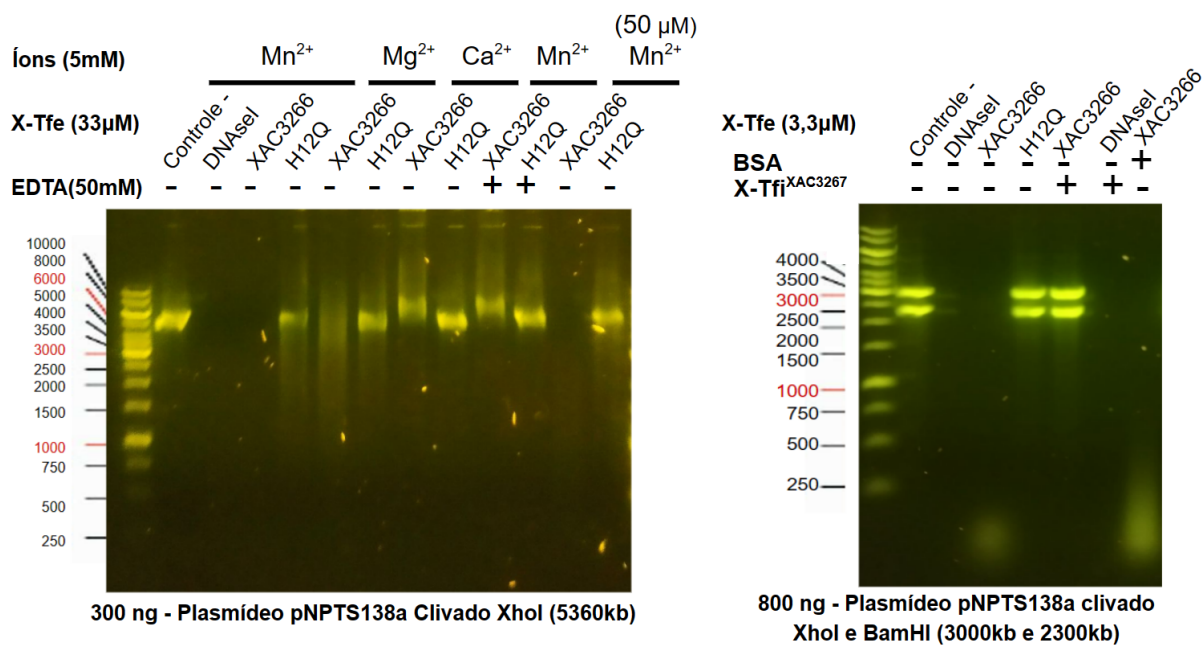 (50 µM)
Íons (5mM) Mn²⁺ Mg²⁺ Ca²⁺ Mn²⁺ Mn²⁺
X-Tfe (33µM) Controle - DNAseI XAC3266 H12Q XAC3266 H12Q XAC3266 H12Q XAC3266 H12Q XAC3266 H12Q
EDTA(50mM) - - - - - - - - + + - -
10000
8000
6000
5000
4000
3500
3000
2500
2000
1500
1000
750
500
250
300 ng - Plasmídeo pNPTS138a Clivado XhoI (5360kb)
X-Tfe (3,3µM) Controle - DNAseI XAC3266 H12Q XAC3266 DNAseI XAC3266
BSA - - - - - - +
X-Tfi^XAC3267 - - - - + + -
4000
3500
3000
2500
2000
1500
1000
750
500
250
800 ng - Plasmídeo pNPTS138a clivado
XhoI e BamHI (3000kb e 2300kb)